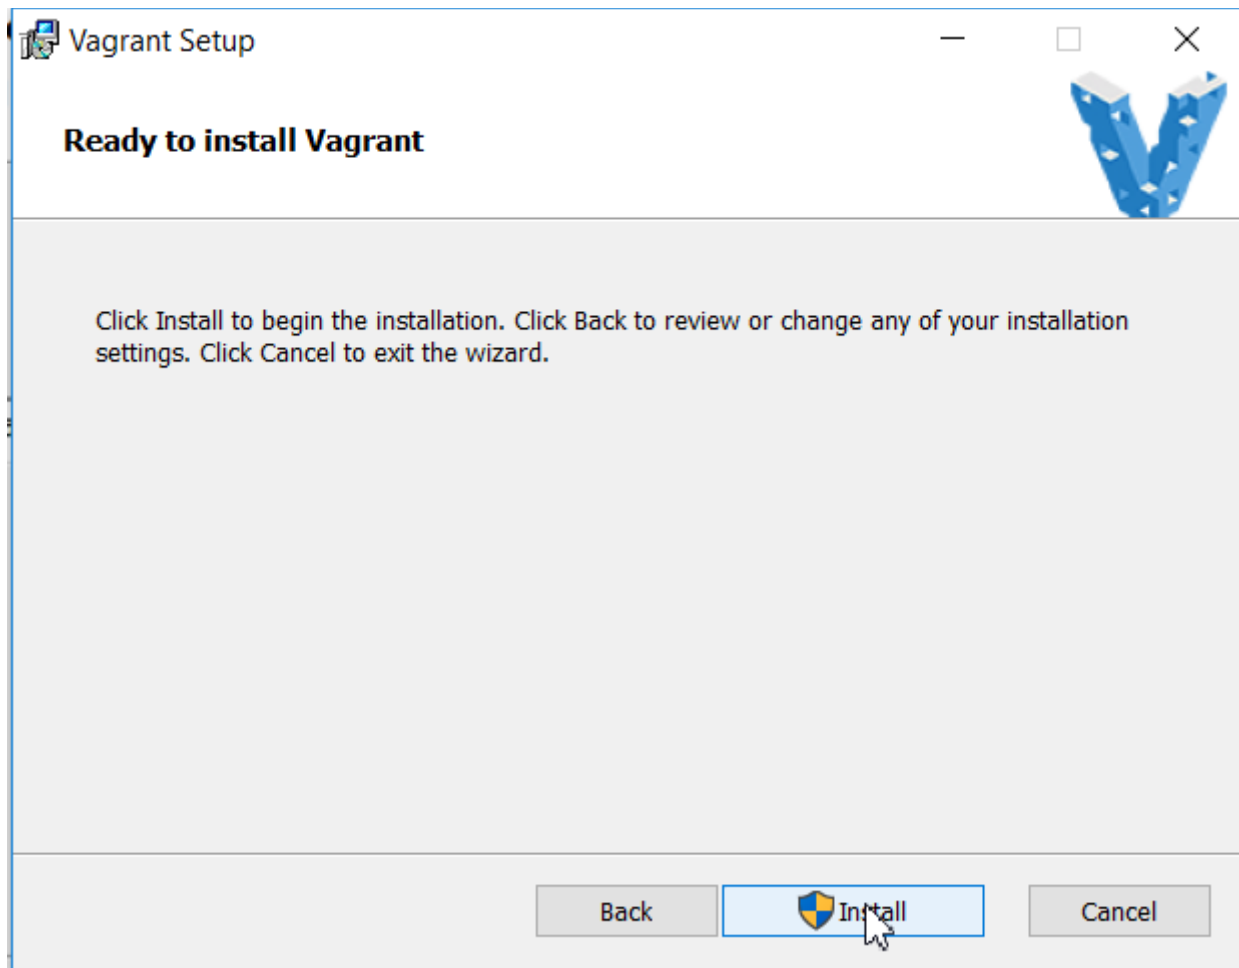 Vagrant Setup
Ready to install Vagrant
Click Install to begin the installation. Click Back to review or change any of your installation
settings. Click Cancel to exit the wizard.
Back
Install
Cancel